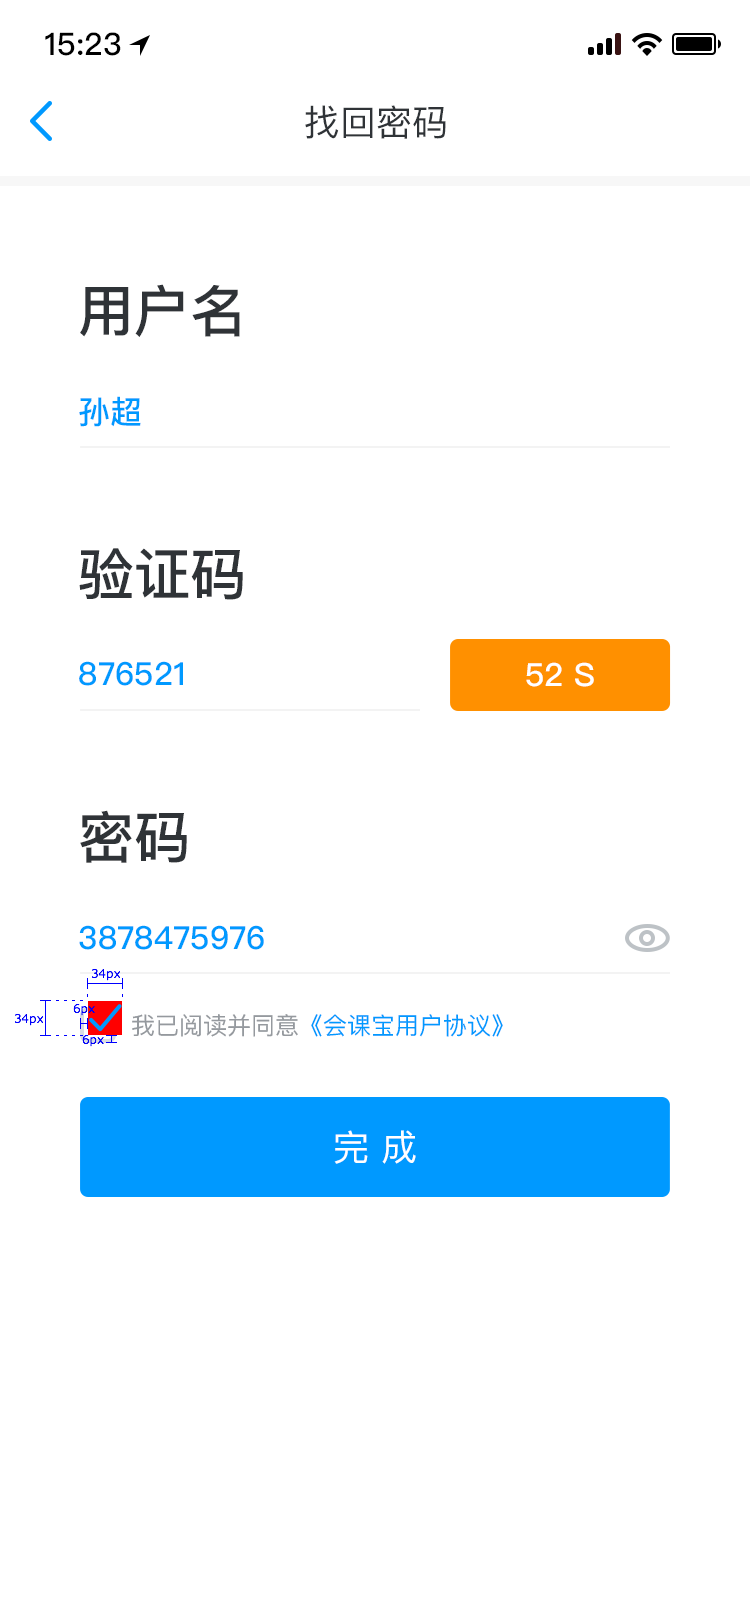 15:23
找回密码
用户名
孙超
验证码
876521
52 S
密码
3878475976
34px
34px
6px
我已阅读并同意《会课宝用户协议》
6px
完 成